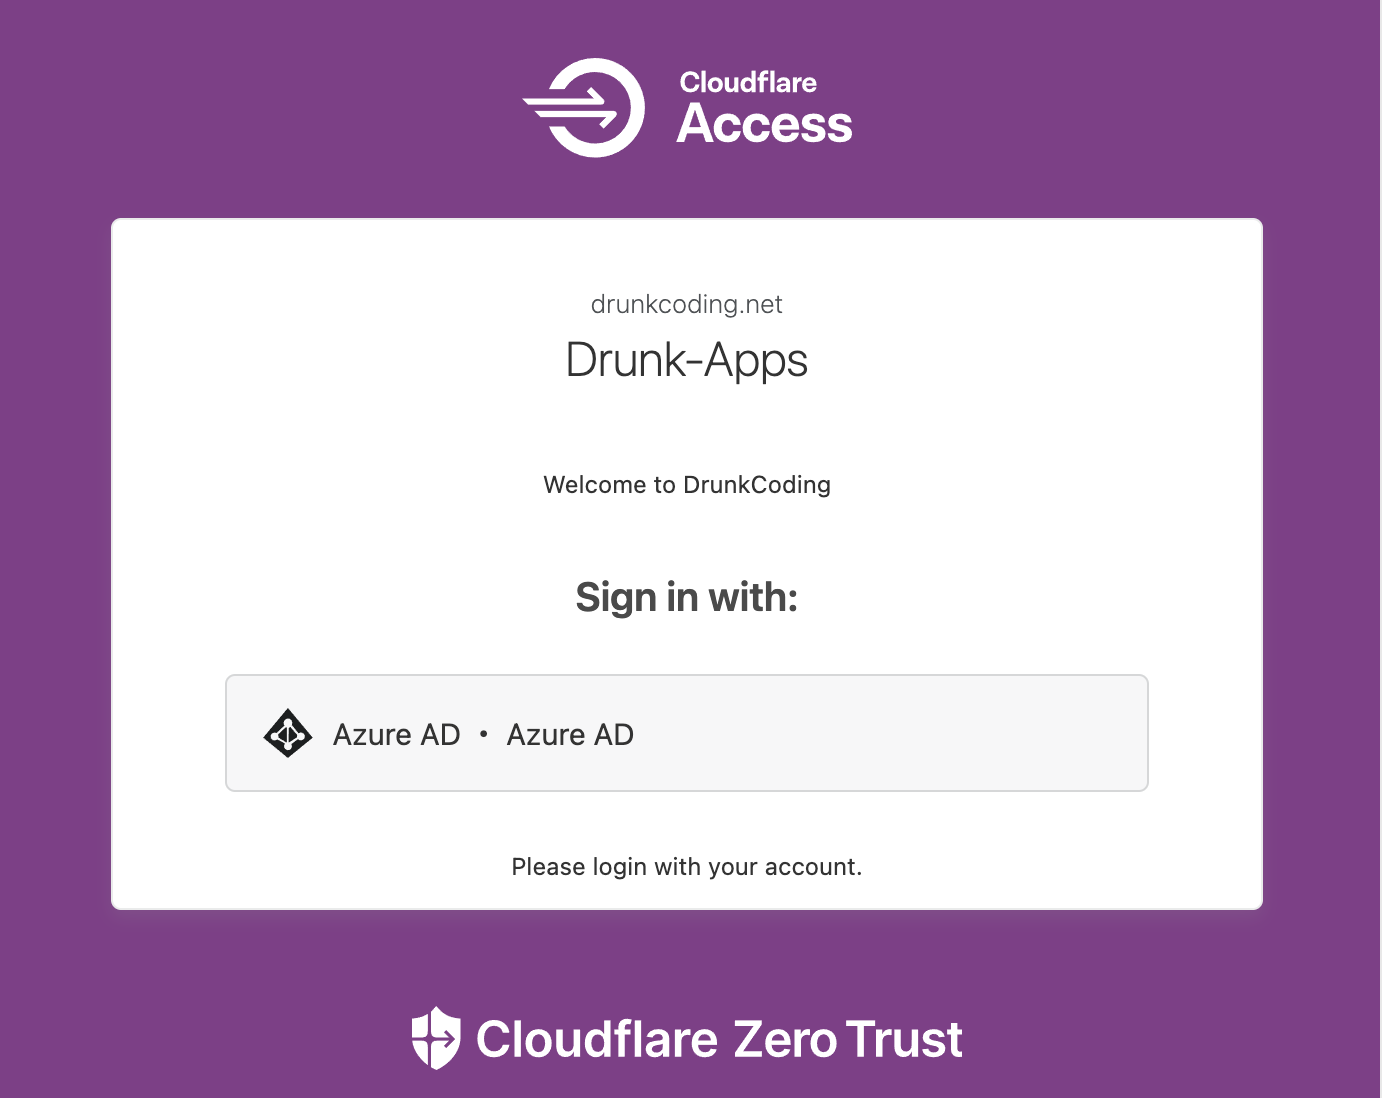 Cloudflare
Access
drunkcoding.net
Drunk-Apps
Welcome to DrunkCoding
Sign in with:
Azure AD • Azure AD
Please login with your account.
Cloudflare Zero Trust